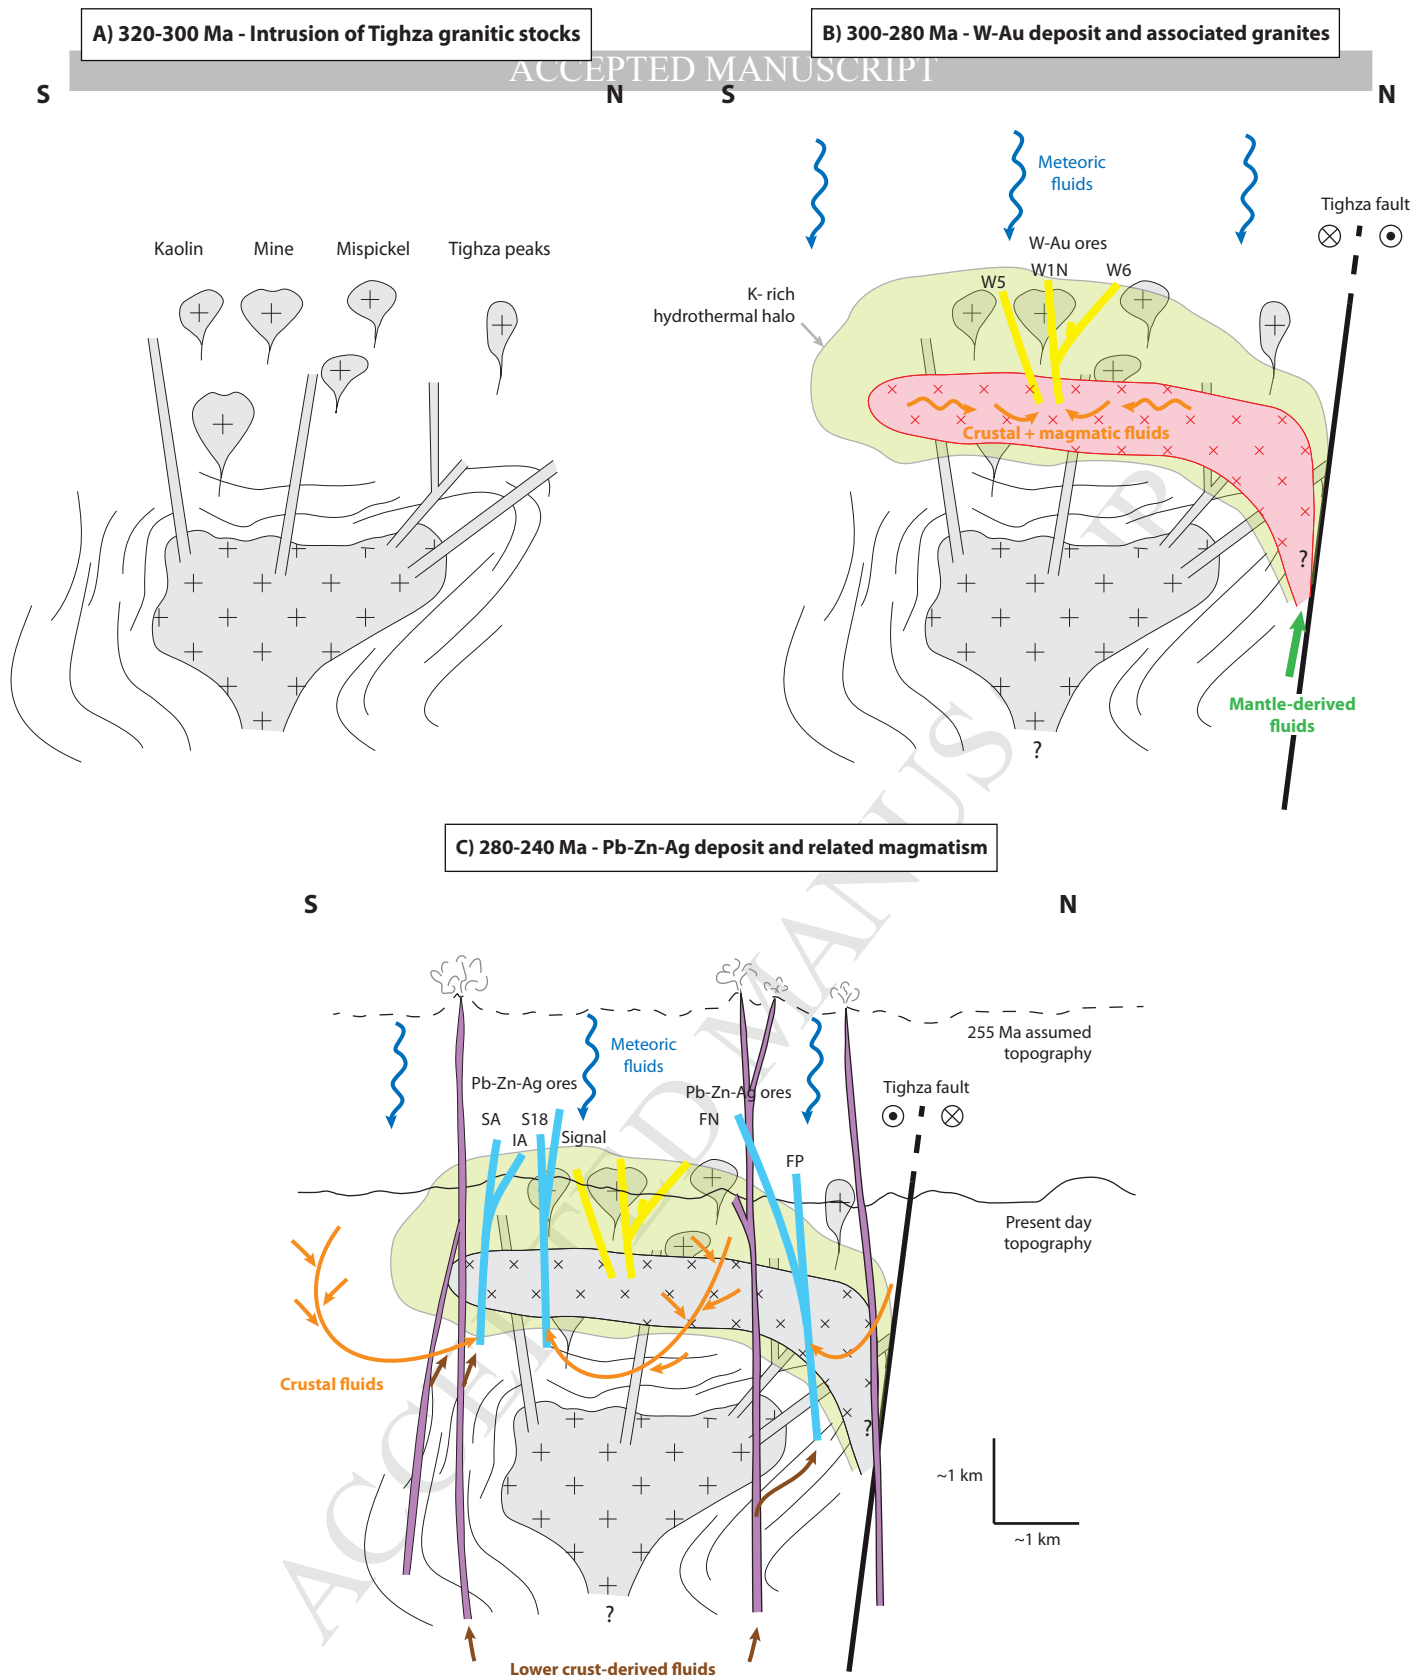 A) 320-300 Ma - Intrusion of Tighza granitic stocks
B) 300-280 Ma - W-Au deposit and associated granites
ACCEPTED MANUSCRIPT
S
N
S
N
Kaolin
Mine
Mispickel
Tighza peaks
Meteoric
fluids
Tighza fault
W-Au ores
W5
W1N
W6
K- rich
hydrothermal halo
Crustal + magmatic fluids
?
Mantle-derived
fluids
?
C) 280-240 Ma - Pb-Zn-Ag deposit and related magmatism
S
N
255 Ma assumed
topography
Meteoric
fluids
Pb-Zn-Ag ores
SA
IA
S18
Signal
Pb-Zn-Ag ores
FN
FP
Tighza fault
Present day
topography
Crustal fluids
?
~1 km
~1 km
?
Lower crust-derived fluids
ACCEPTED MANUSCRIPT